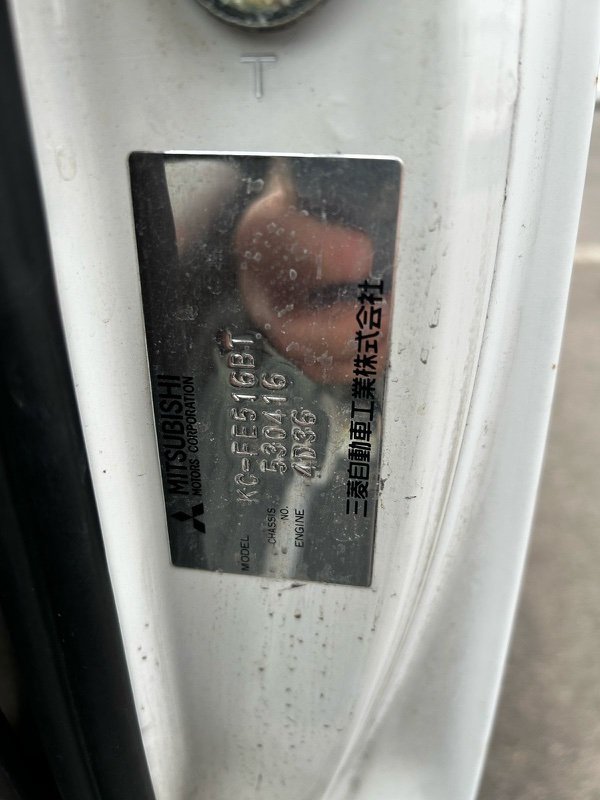 T
MITSUBISHI
MOTORS CORPORATION
MODEL KC-FE516BT
CHASSIS NO. 530416
ENGINE 4D36
三菱自動車工業株式会社